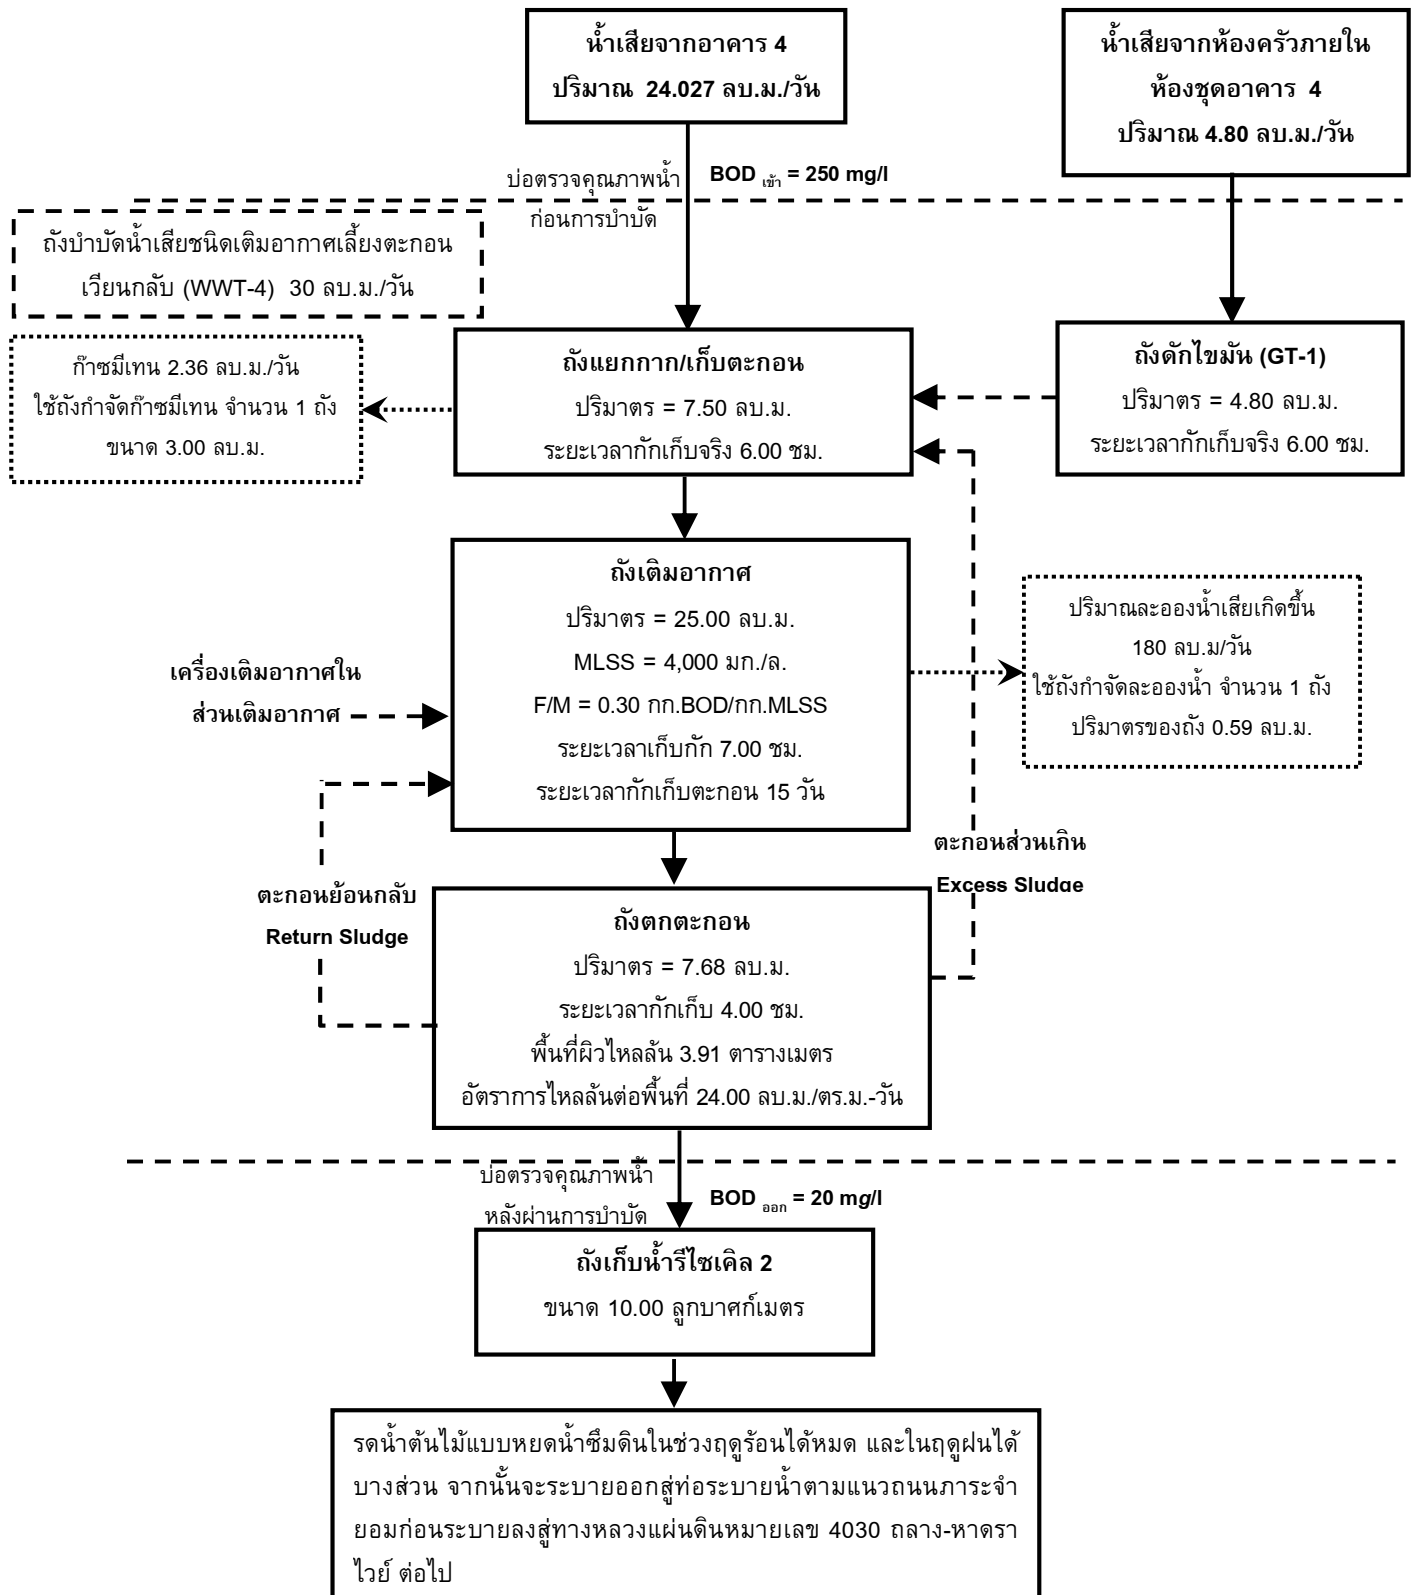 น้ำเสียจากอาคาร 4
ปริมาณ 24.027 ลบ.ม./วัน
น้ำเสียจากห้องครัวภายใน
ห้องชุดอาคาร 4
ปริมาณ 4.80 ลบ.ม./วัน
บ่อตรวจคุณภาพน้ำ
ก่อนการบำบัด
BOD เข้า = 250 mg/l
ถังบำบัดน้ำเสียชนิดเติมอากาศเลี้ยงตะกอน
เวียนกลับ (WWT-4) 30 ลบ.ม./วัน
ก๊าซมีเทน 2.36 ลบ.ม./วัน
ใช้ถังกำจัดก๊าซมีเทน จำนวน 1 ถัง
ขนาด 3.00 ลบ.ม.
ถังแยกกาก/เก็บตะกอน
ปริมาตร = 7.50 ลบ.ม.
ระยะเวลากักเก็บจริง 6.00 ชม.
ถังดักไขมัน (GT-1)
ปริมาตร = 4.80 ลบ.ม.
ระยะเวลากักเก็บจริง 6.00 ชม.
ถังเติมอากาศ
ปริมาตร = 25.00 ลบ.ม.
MLSS = 4,000 มก./ล.
F/M = 0.30 กก.BOD/กก.MLSS
ระยะเวลาเก็บกัก 7.00 ชม.
ระยะเวลากักเก็บตะกอน 15 วัน
เครื่องเติมอากาศใน
ส่วนเติมอากาศ
ปริมาณละอองน้ำเสียเกิดขึ้น
180 ลบ.ม/วัน
ใช้ถังกำจัดละอองน้ำ จำนวน 1 ถัง
ปริมาตรของถัง 0.59 ลบ.ม.
ตะกอนส่วนเกิน
Excess Sludge
ตะกอนย้อนกลับ
Return Sludge
ถังตกตะกอน
ปริมาตร = 7.68 ลบ.ม.
ระยะเวลากักเก็บ 4.00 ชม.
พื้นที่ผิวไหลล้น 3.91 ตารางเมตร
อัตราการไหลล้นต่อพื้นที่ 24.00 ลบ.ม./ตร.ม.-วัน
บ่อตรวจคุณภาพน้ำ
หลังผ่านการบำบัด
BOD ออก = 20 mg/l
ถังเก็บน้ำรีไซเคิล 2
ขนาด 10.00 ลูกบาศก์เมตร
รดน้ำต้นไม้แบบหยดน้ำซึมดินในช่วงฤดูร้อนได้หมด และในฤดูฝนได้
บางส่วน จากนั้นจะระบายออกสู่ท่อระบายน้ำตามแนวถนนภาระจำ
ยอมก่อนระบายลงสู่ทางหลวงแผ่นดินหมายเลข 4030 ถลาง-หาดรา
ไวย์ ต่อไป